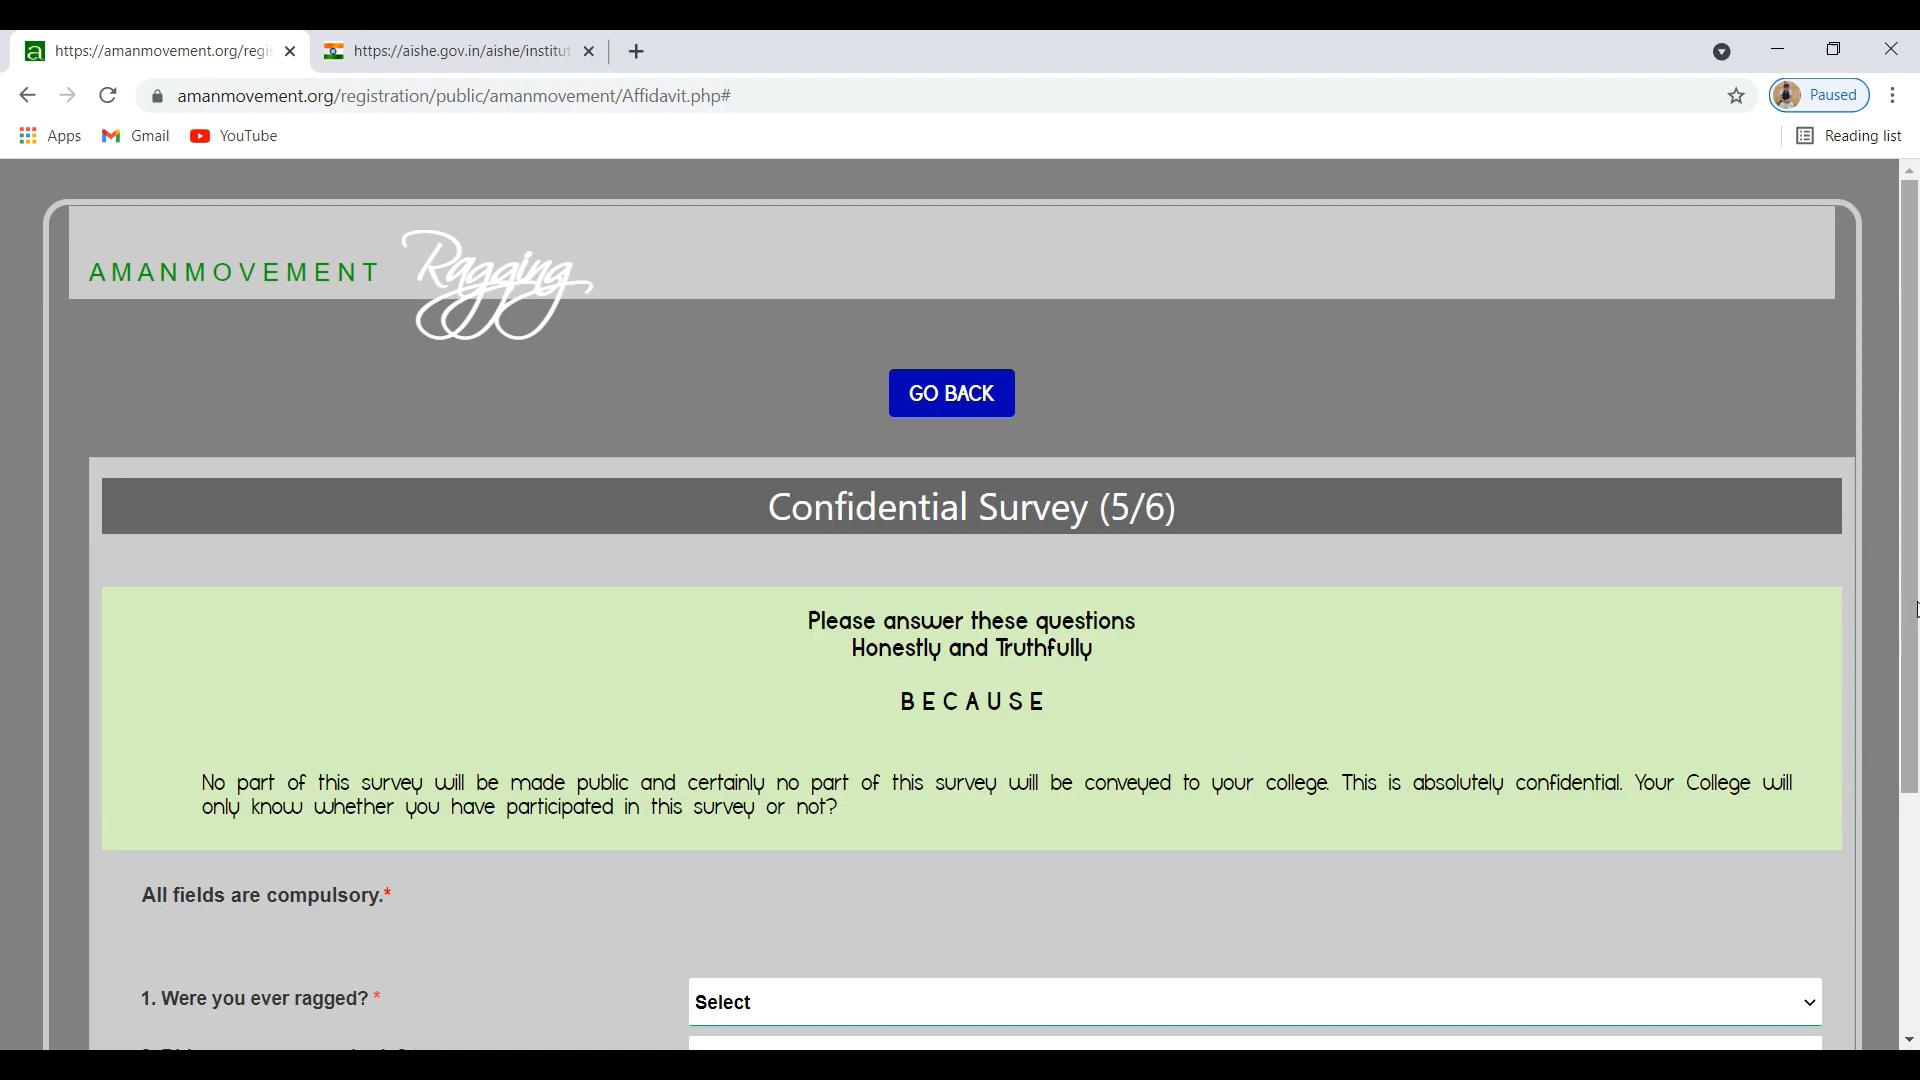 https://amanmovement.org/regis
https://aishe.gov.in/aishe/institut
amanmovement.org/registration/public/amanmovement/Affidavit.php#
Paused
Apps
Gmail
YouTube
Reading list
AMANMOVEMENT
Ragging
GO BACK
Confidential Survey (5/6)
Please answer these questions
Honestly and Truthfully
BECAUSE
No part of this survey will be made public and certainly no part of this survey will be conveyed to your college. This is absolutely confidential. Your College will
only know whether you have participated in this survey or not?
All fields are compulsory.*
1. Were you ever ragged? *
Select